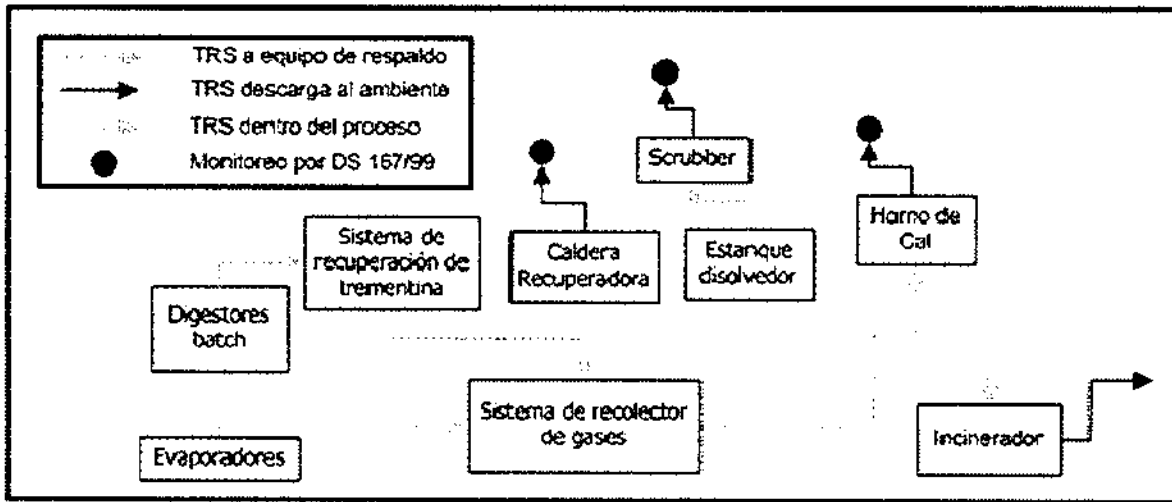 TRS a equipo de respaldo
TRS descarga al ambiente
TRS dentro del proceso
Monitoreo por DS 167/99
Scrubber
Horno de
Cal
Sistema de
recuperación de
trementina
Caldera
Recuperadora
Estanque
disolvedor
Digestores
batch
Sistema de recolector
de gases
Incinerador
Evaporadores